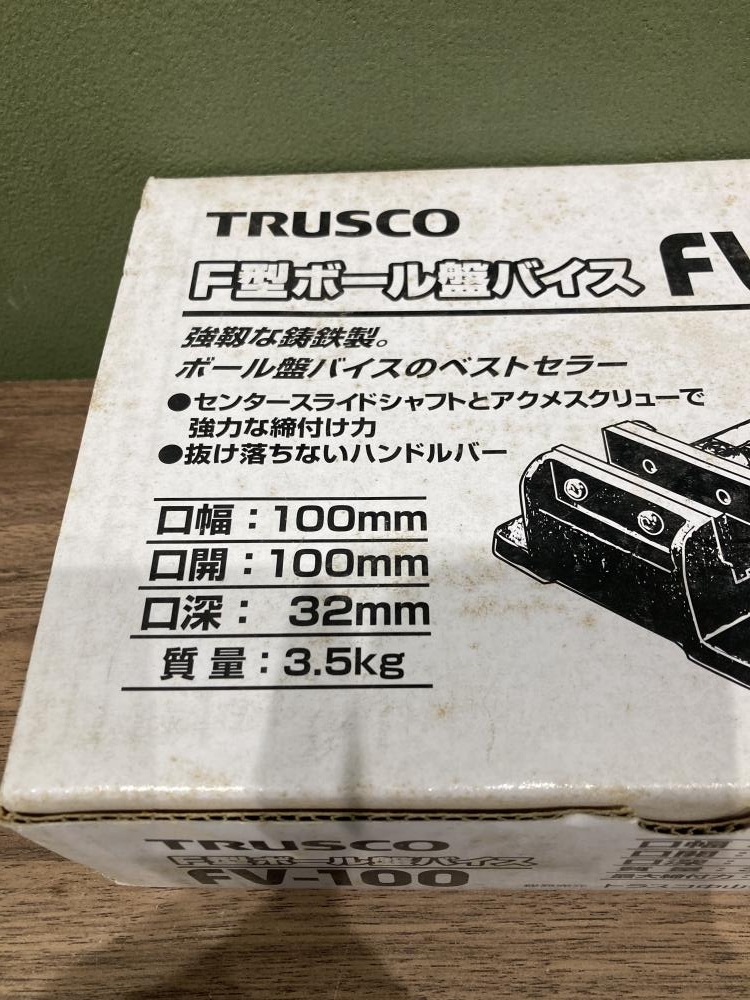 TRUSCO
F型ボール盤バイス FV
強靱な鋳鉄製。
ボール盤バイスのベストセラー
●センタースライドシャフトとアクメスクリューで
強力な締付け力
●抜け落ちないハンドルバー
口幅：100mm
口開：100mm
口深： 32mm
質量：3.5kg
TRUSCO
F型ボール盤バイス
FV-100
口幅